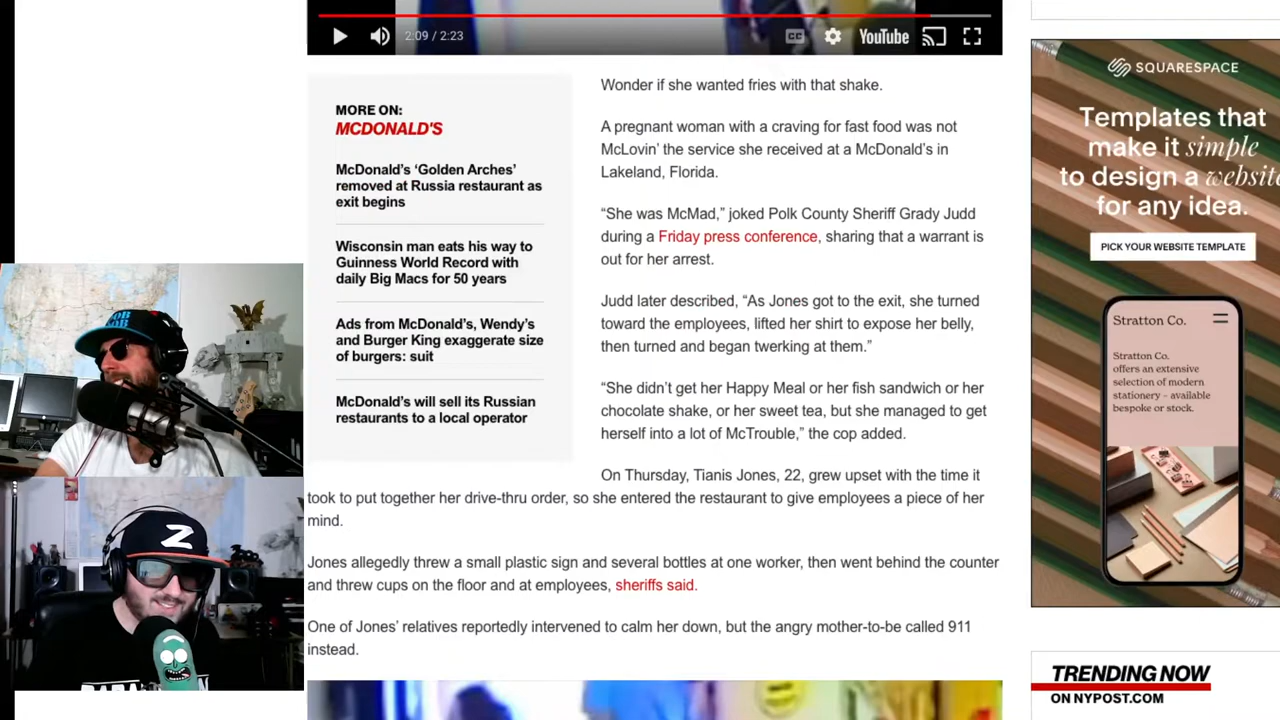 2:09 / 2:23
CC
YouTube
MORE ON:
MCDONALD'S
McDonald's ‘Golden Arches’
removed at Russia restaurant as
exit begins
Wisconsin man eats his way to
Guinness World Record with
daily Big Macs for 50 years
Ads from McDonald's, Wendy's
and Burger King exaggerate size
of burgers: suit
McDonald's will sell its Russian
restaurants to a local operator
Wonder if she wanted fries with that shake.
A pregnant woman with a craving for fast food was not
McLovin’ the service she received at a McDonald's in
Lakeland, Florida.
“She was McMad,” joked Polk County Sheriff Grady Judd
during a Friday press conference, sharing that a warrant is
out for her arrest.
Judd later described, “As Jones got to the exit, she turned
toward the employees, lifted her shirt to expose her belly,
then turned and began twerking at them.”
“She didn’t get her Happy Meal or her fish sandwich or her
chocolate shake, or her sweet tea, but she managed to get
herself into a lot of McTrouble,” the cop added.
On Thursday, Tianis Jones, 22, grew upset with the time it
took to put together her drive-thru order, so she entered the restaurant to give employees a piece of her
mind.
Jones allegedly threw a small plastic sign and several bottles at one worker, then went behind the counter
and threw cups on the floor and at employees, sheriffs said.
One of Jones’ relatives reportedly intervened to calm her down, but the angry mother-to-be called 911
instead.
SQUARESPACE
Templates that
make it simple
to design a website
for any idea.
PICK YOUR WEBSITE TEMPLATE
Stratton Co.
Stratton Co.
offers an extensive
selection of modern
stationery – available
bespoke or stock.
TRENDING NOW
ON NYPOST.COM
Z